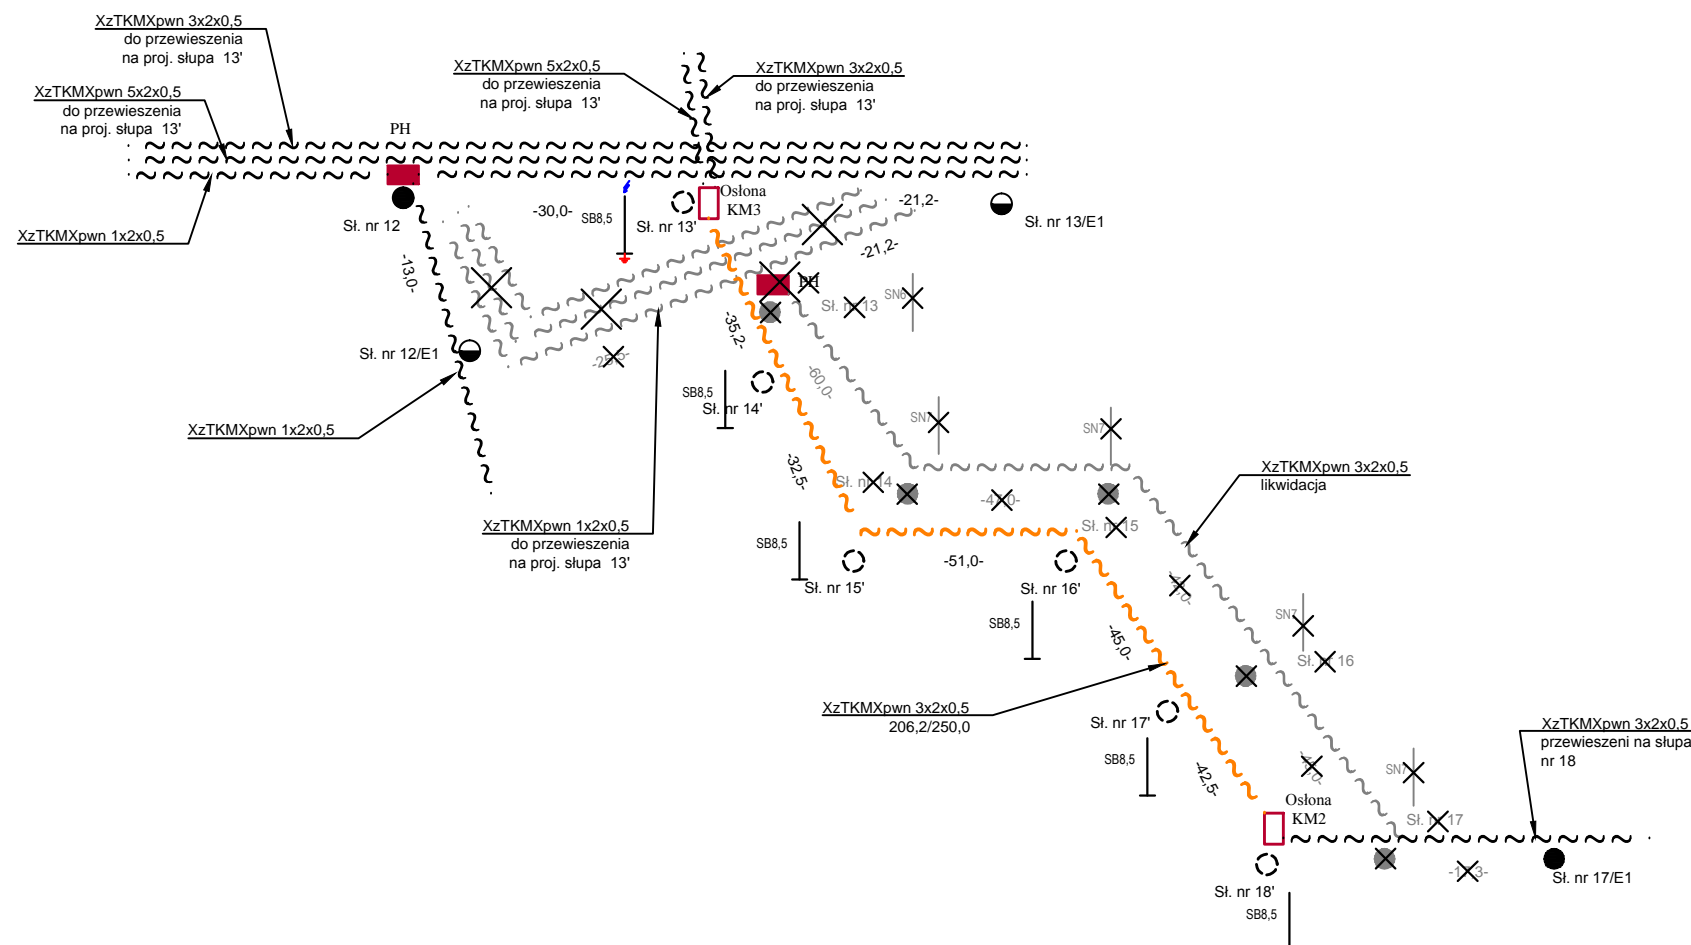 XzTKMXpwn 3x2x0,5
do przewieszenia
na proj. słupa 13'
XzTKMXpwn 5x2x0,5
do przewieszenia
na proj. słupa 13'
XzTKMXpwn 5x2x0,5
do przewieszenia
na proj. słupa 13'
XzTKMXpwn 3x2x0,5
do przewieszenia
na proj. słupa 13'
PH
XzTKMXpwn 1x2x0,5
Sł. nr 12
-30,0-
SB8,5
Osłona
KM3
Sł. nr 13'
-21,2-
-21,2-
Sł. nr 13/E1
-13,0-
PH
Sł. nr 13
SN6
Sł. nr 12/E1
-25,5-
-35,2-
-60,0-
SB8,5
Sł. nr 14'
SN7
SN7
XzTKMXpwn 1x2x0,5
-32,5-
Sł. nr 14
XzTKMXpwn 3x2x0,5
likwidacja
XzTKMXpwn 1x2x0,5
do przewieszenia
na proj. słupa 13'
SB8,5
Sł. nr 15
-51,0-
Sł. nr 15'
Sł. nr 16'
SB8,5
-45,0-
SN7
Sł. nr 16
XzTKMXpwn 3x2x0,5
206,2/250,0
Sł. nr 17'
SB8,5
-42,5-
SN7
XzTKMXpwn 3x2x0,5
przewieszeni na słupa
nr 18
Osłona
KM2
Sł. nr 17
Sł. nr 17/E1
Sł. nr 18'
SB8,5